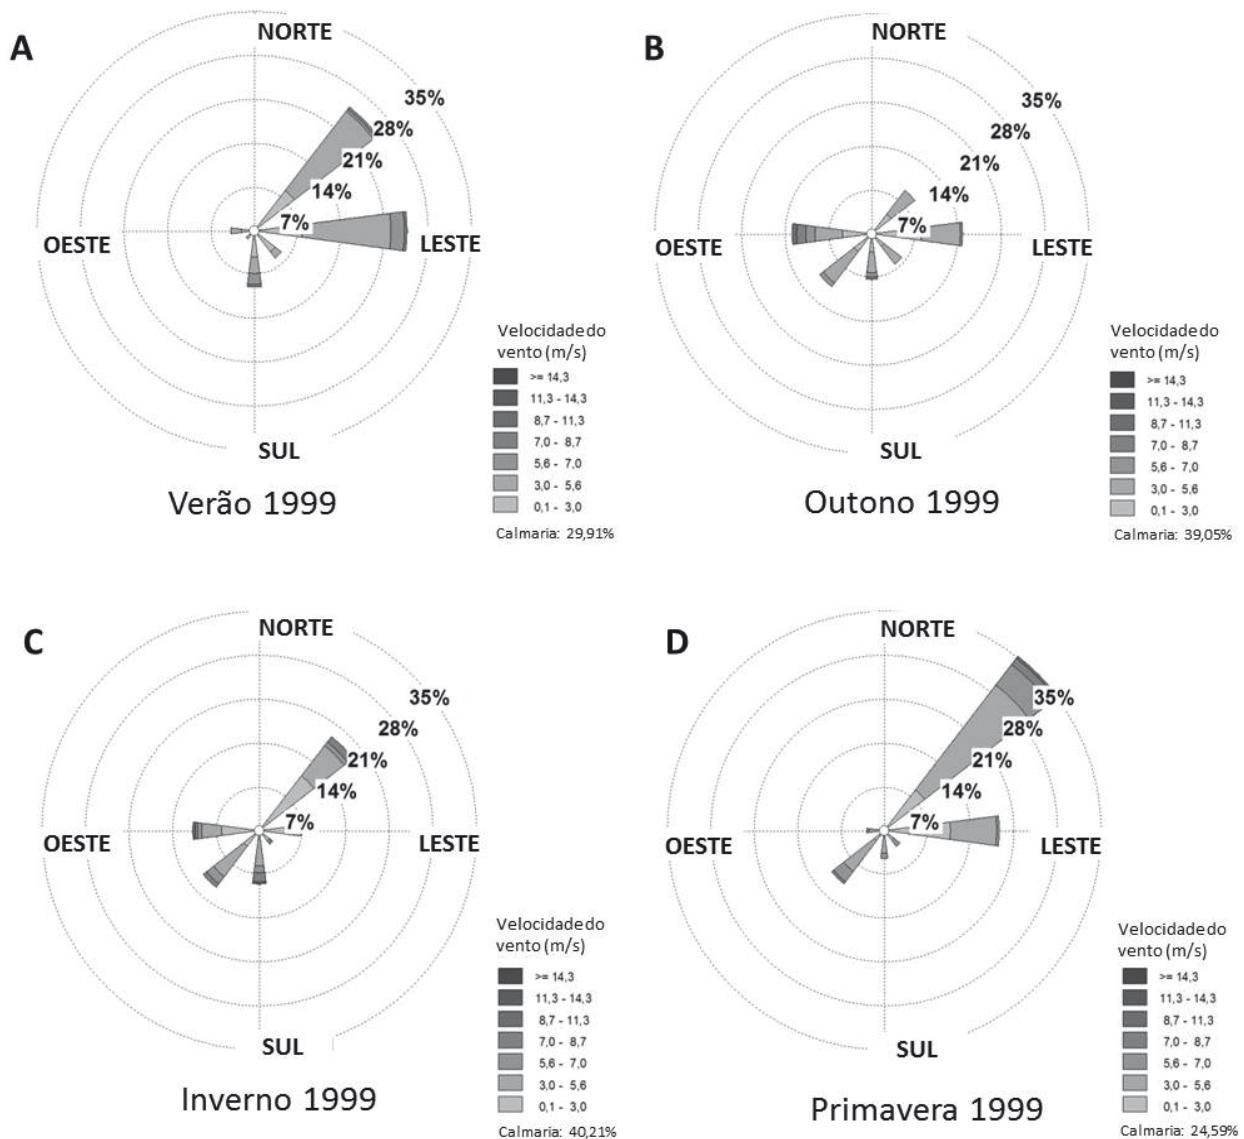 A
NORTE
35%
28%
21%
14%
7%
OESTE
LESTE
SUL
Velocidade do
vento (m/s)
>= 14,3
11,3 - 14,3
8,7 - 11,3
7,0 - 8,7
5,6 - 7,0
3,0 - 5,6
0,1 - 3,0
Calmaria: 29,91%
Verão 1999
B
NORTE
35%
28%
21%
14%
7%
OESTE
LESTE
SUL
Velocidade do
vento (m/s)
>= 14,3
11,3 - 14,3
8,7 - 11,3
7,0 - 8,7
5,6 - 7,0
3,0 - 5,6
0,1 - 3,0
Calmaria: 39,05%
Outono 1999
C
NORTE
35%
28%
21%
14%
7%
OESTE
LESTE
SUL
Velocidade do
vento (m/s)
>= 14,3
11,3 - 14,3
8,7 - 11,3
7,0 - 8,7
5,6 - 7,0
3,0 - 5,6
0,1 - 3,0
Calmaria: 40,21%
Inverno 1999
D
NORTE
35%
28%
21%
14%
7%
OESTE
LESTE
SUL
Velocidade do
vento (m/s)
>= 14,3
11,3 - 14,3
8,7 - 11,3
7,0 - 8,7
5,6 - 7,0
3,0 - 5,6
0,1 - 3,0
Calmaria: 24,59%
Primavera 1999